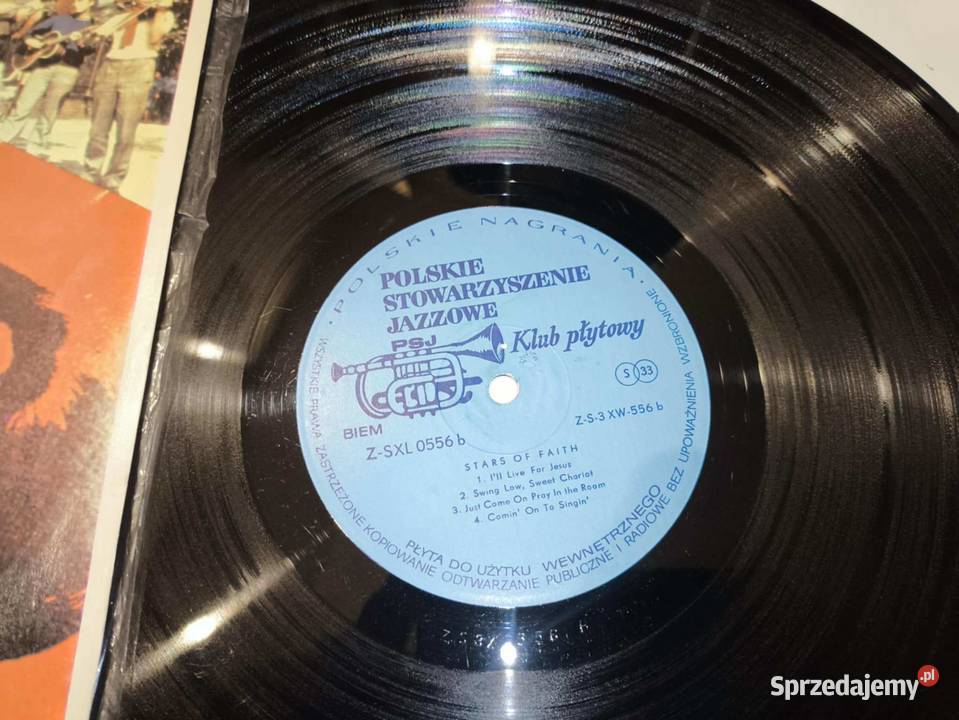 · POLSKIE NAGRANIA ·
POLSKIE
STOWARZYSZENIE
JAZZOWE
PSJ
Klub płytowy
S 33
BIEM
Z-SXL 0556 b
Z-S-3 XW-556 b
STARS OF FAITH
1. I'll Live For Jesus
2. Swing Low, Sweet Chariot
3. Just Come On Pray In the Room
4. Comin' On To Singin'
PŁYTA DO UŻYTKU WEWNĘTRZNEGO
WSZYSTKIE PRAWA ZASTRZEŻONE KOPIOWANIE ODTWARZANIE PUBLICZNE I RADIOWE BEZ UPOWAŻNIENIA WZBRONIONE
Sprzedajemy.pl